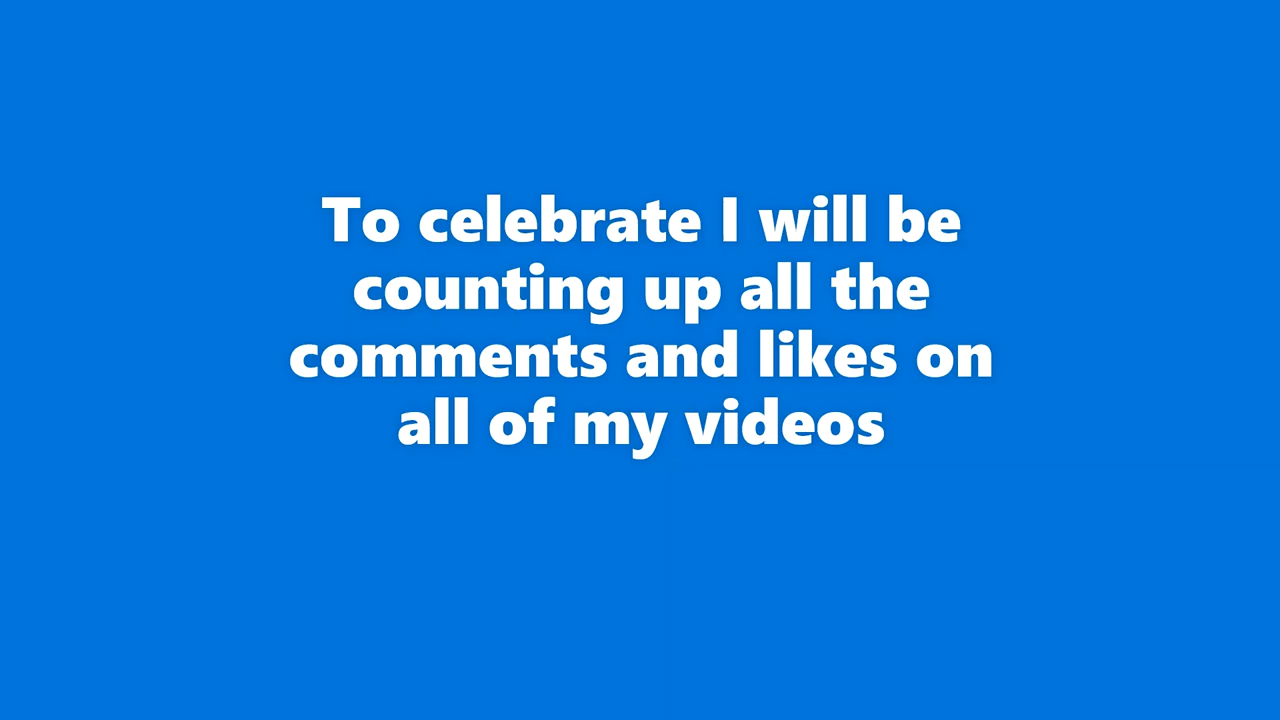 To celebrate I will be
counting up all the
comments and likes on
all of my videos